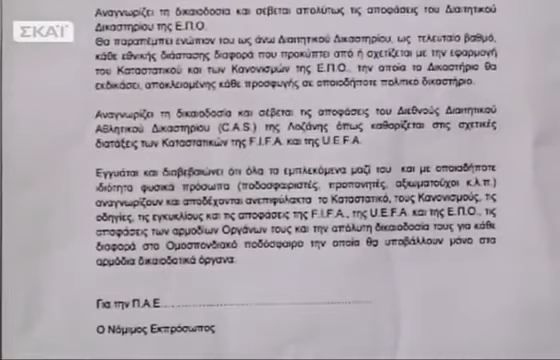 Αναγνωρίζει τη δικαιοδοσία και σέβεται απολύτως τις αποφάσεις του Διαιτητικού
Δικαστηρίου της Ε.Π.Ο.
Θα παραπέμπει ενώπιον του ως άνω Διαιτητικού Δικαστηρίου, ως τελευταίο βαθμό,
κάθε εθνικής διάστασης διαφορά που προκύπτει από ή σχετίζεται με την εφαρμογή
του Καταστατικού και των Κανονισμών της Ε.Π.Ο., την οποία το Δικαστήριο θα
εκδικάσει, αποκλειομένης κάθε προσφυγής σε οποιοδήποτε πολιτικό δικαστήριο.
Αναγνωρίζει τη δικαιοδοσία και σέβεται τις αποφάσεις του Διεθνούς Διαιτητικού
Αθλητικού Δικαστηρίου (C.A.S.) της Λοζάνης όπως καθορίζεται στις σχετικές
διατάξεις των Καταστατικών της F.I.F.A. και της U.E.F.A.
Εγγυάται και διαβεβαιώνει ότι όλα τα εμπλεκόμενα μαζί του και με οποιαδήποτε
ιδιότητα φυσικά πρόσωπα (ποδοσφαιριστές, προπονητές, αξιωματούχοι κ.λ.π.)
αναγνωρίζουν και αποδέχονται ανεπιφύλακτα το Καταστατικό, τους Κανονισμούς, τις
οδηγίες, τις εγκυκλίους και τις αποφάσεις της F.I.F.A., της U.E.F.A. και της Ε.Π.Ο., τις
αποφάσεις των αρμοδίων Οργάνων τους και την απόλυτη δικαιοδοσία τους για κάθε
διαφορά στο Ομοσπονδιακό ποδόσφαιρο την οποία θα υποβάλλουν μόνο στα
αρμόδια δικαιοδοτικά όργανα.
Για την Π.Α.Ε.......................................................
Ο Νόμιμος Εκπρόσωπος
ΣΚΑΪ